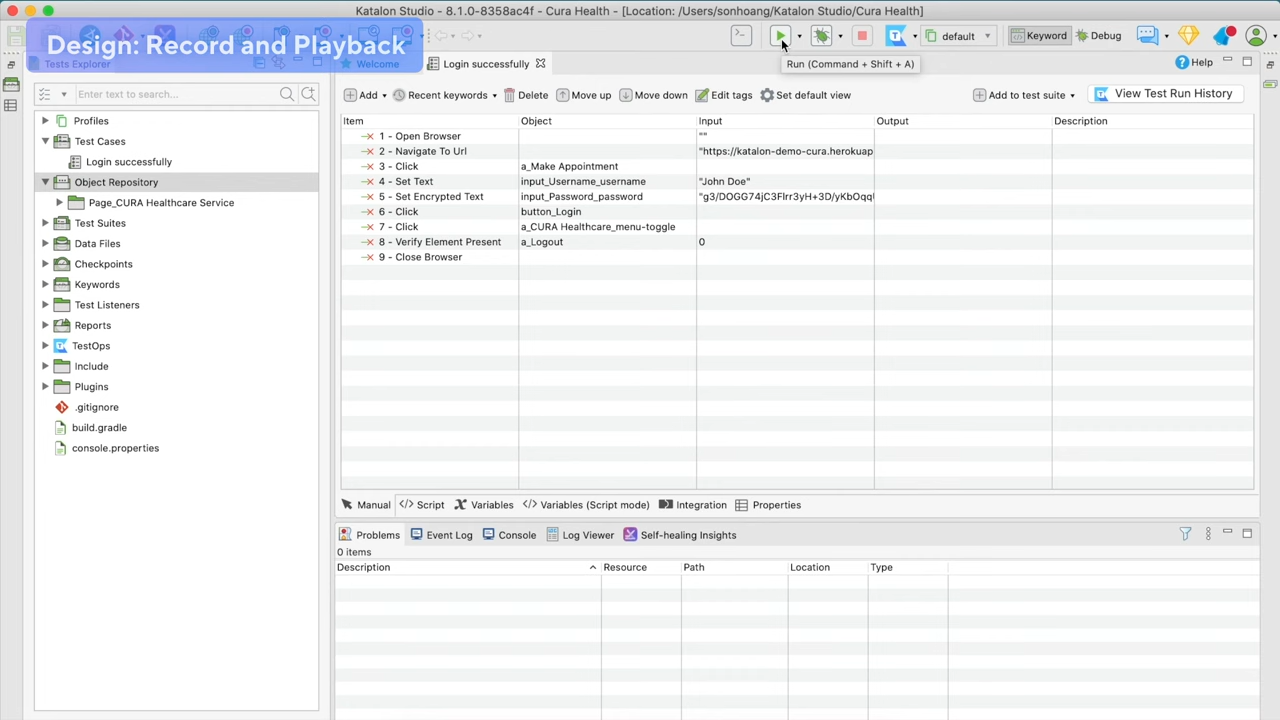 Katalon Studio - 8.1.0-8358ac4f - Cura Health - [Location: /Users/somhang/Katalon Studio/Cura Health]
Design: Record and Playback
default
Keyword
Debug
Run (Command + Shift + A)
Tests Explorer
Welcome
Login successfully
Help
Enter text to search...
Add
Recent keywords
Delete
Move up
Move down
Edit tags
Set default view
Add to test suite
View Test Run History
Profiles
Test Cases
Login successfully
Object Repository
Page_CURA Healthcare Service
Test Suites
Data Files
Checkpoints
Keywords
Test Listeners
Reports
TestOps
Include
Plugins
.gitignore
build.gradle
console.properties
Item Object Input Output Description
1 - Open Browser ""
2 - Navigate To Url "https://katalon-demo-cura.herokuap
3 - Click a_Make Appointment
4 - Set Text input_Username_username "John Doe"
5 - Set Encrypted Text input_Password_password
6 - Click button_Login
7 - Click a_CURA Healthcare_menu-toggle
8 - Verify Element Present a_Logout 0
9 - Close Browser
Manual
Script
Variables
Variables (Script mode)
Integration
Properties
Problems
Event Log
Console
Log Viewer
Self-healing Insights
0 items
Description Resource Path Location Type